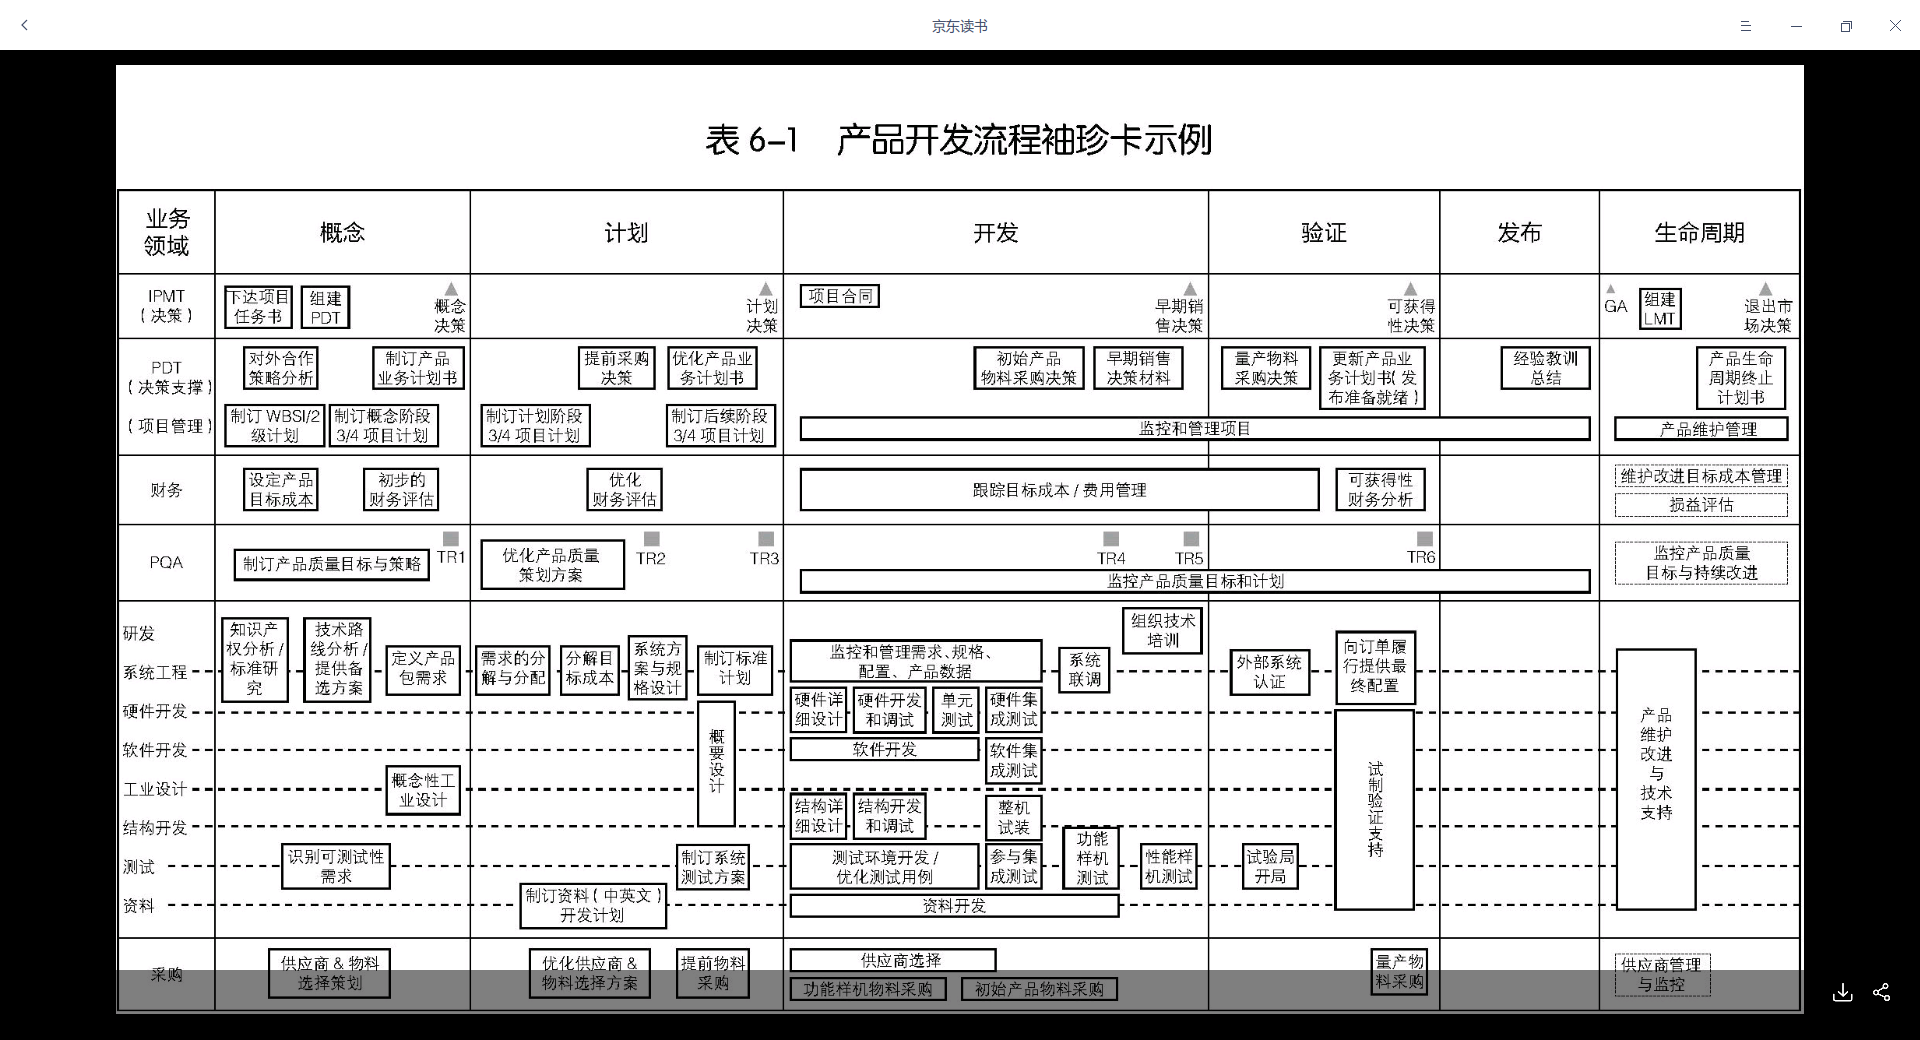 京东读书
表 6-1 产品开发流程袖珍卡示例
业务
领域
概念
计划
开发
验证
发布
生命周期
IPMT
（决策）
下达项目
任务书
组建
PDT
概念
决策
计划
决策
项目合同
早期销
售决策
可获得
性决策
GA
组建
LMT
退出市
场决策
PDT
（决策支撑）
（项目管理）
对外合作
策略分析
制订产品
业务计划书
提前采购
决策
优化产品业
务计划书
初始产品
物料采购决策
早期销售
决策材料
量产物料
采购决策
更新产品业
务计划书（发
布准备就绪）
经验教训
总结
产品生命
周期终止
计划书
制订 WBSI/2
级计划
制订概念阶段
3/4 项目计划
制订计划阶段
3/4 项目计划
制订后续阶段
3/4 项目计划
监控和管理项目
产品维护管理
财务
设定产品
目标成本
初步的
财务评估
优化
财务评估
跟踪目标成本 / 费用管理
可获得性
财务分析
维护改进目标成本管理
损益评估
PQA
制订产品质量目标与策略
TR1
优化产品质量
策划方案
TR2
TR3
TR4
TR5
TR6
监控产品质量目标和计划
监控产品质量
目标与持续改进
研发
系统工程
硬件开发
软件开发
工业设计
结构开发
测试
资料
知识产
权分析 /
标准研
究
技术路
线分析 /
提供备
选方案
定义产品
包需求
概念性工
业设计
识别可测试性
需求
需求的分
解与分配
分解目
标成本
系统方
案与规
格设计
制订标准
计划
概要设计
制订系统
测试方案
制订资料（中英文）
开发计划
组织技术
培训
监控和管理需求、规格、
配置、产品数据
系统
联调
硬件详
细设计
硬件开发
和调试
单元
测试
硬件集
成测试
软件开发
软件集
成测试
结构详
细设计
结构开发
和调试
整机
试装
测试环境开发 /
优化测试用例
参与集
成测试
功能
样机
测试
性能样
机测试
资料开发
外部系统
认证
向订单履
行提供最
终配置
试制验证支持
试验局
开局
产品
维护
改进
与
技术
支持
采购
供应商 & 物料
选择策划
优化供应商 &
物料选择方案
提前物料
采购
供应商选择
功能样机物料采购
初始产品物料采购
量产物
料采购
供应商管理
与监控